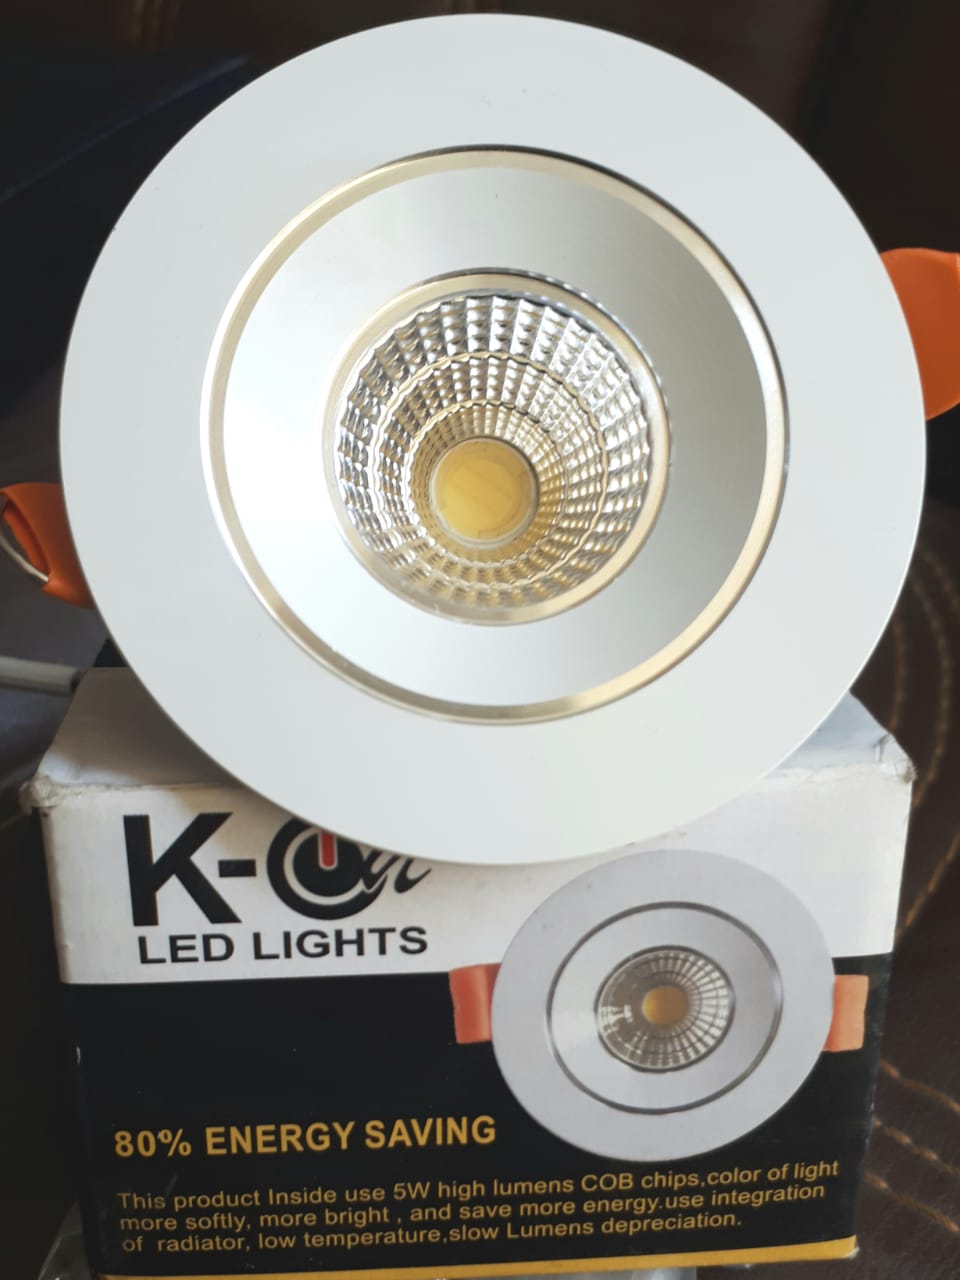 K-On
LED LIGHTS
80% ENERGY SAVING
This product Inside use 5W high lumens COB chips,color of light
more softly, more bright , and save more energy.use integration
of radiator, low temperature,slow Lumens depreciation.